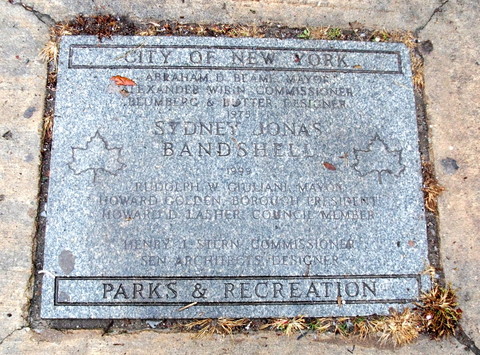 CITY OF NEW YORK
ABRAHAM D. BEAME, MAYOR
ALEXANDER WIRIN, COMMISSIONER
BLUMBERG & BUTTER, DESIGNER
1975
SYDNEY JONAS
BANDSHELL
1999
RUDOLPH W. GIULIANI, MAYOR
HOWARD GOLDEN, BOROUGH PRESIDENT
HOWARD L. LASHER, COUNCIL MEMBER
HENRY J. STERN, COMMISSIONER
SEN ARCHITECTS, DESIGNER
PARKS & RECREATION